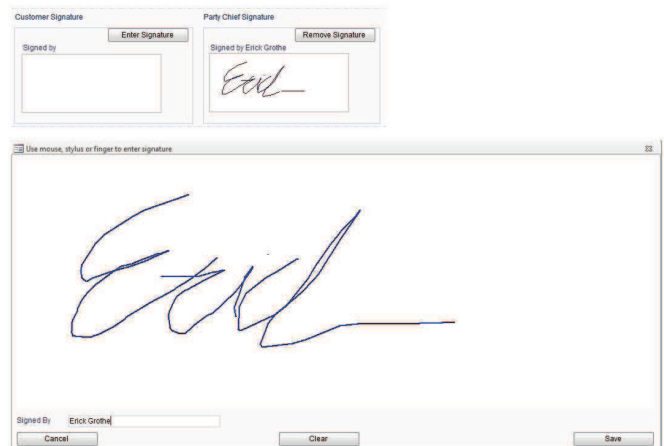 Customer Signature Party Chief Signature
Enter Signature Remove Signature
Signed by Signed by Erick Grothe
Use mouse, stylus or finger to enter signature
Signed By Erick Grothe
Cancel Clear Save